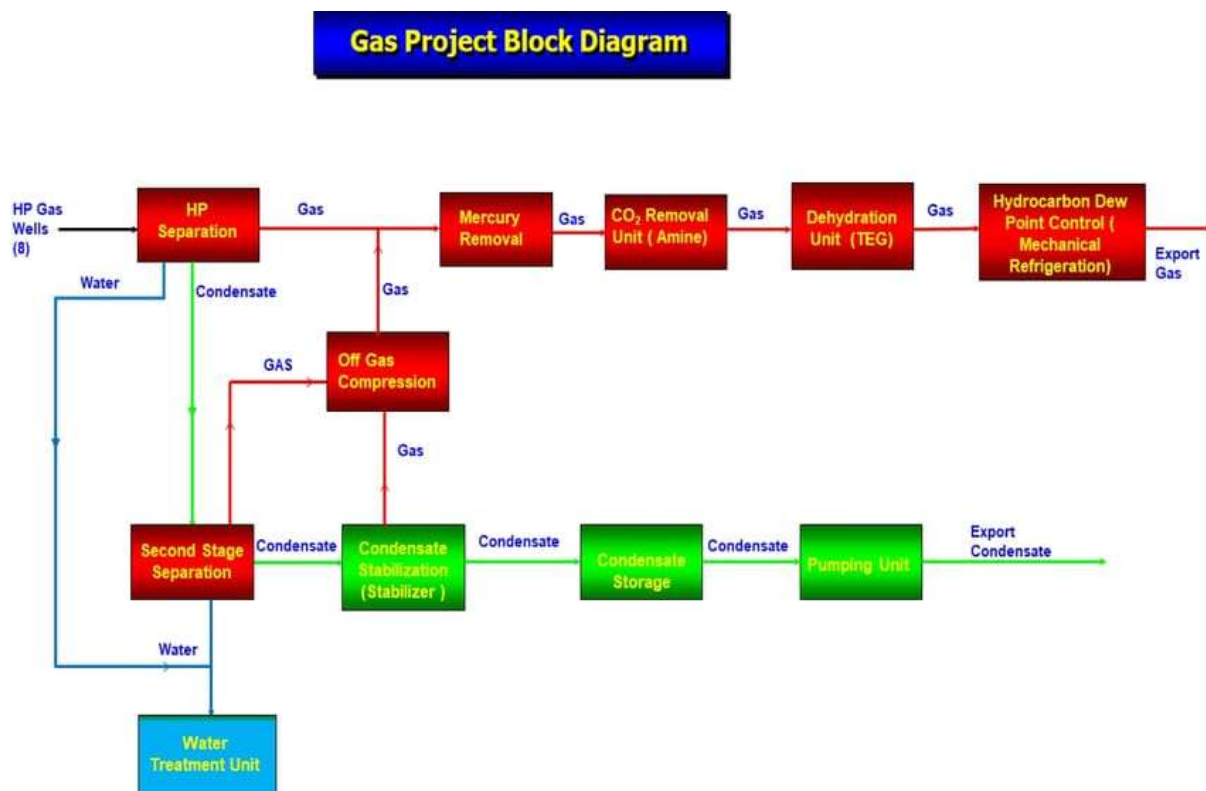 Gas Project Block Diagram
HP Gas
Wells
(8)
HP
Separation
Gas
Mercury
Removal
Gas
CO₂ Removal
Unit ( Amine)
Gas
Dehydration
Unit (TEG)
Gas
Hydrocarbon Dew
Point Control (
Mechanical
Refrigeration)
Export
Gas
Water
Condensate
Gas
GAS
Off Gas
Compression
Gas
Second Stage
Separation
Condensate
Condensate
Stabilization
(Stabilizer )
Condensate
Condensate
Storage
Condensate
Pumping Unit
Export
Condensate
Water
Water
Treatment Unit